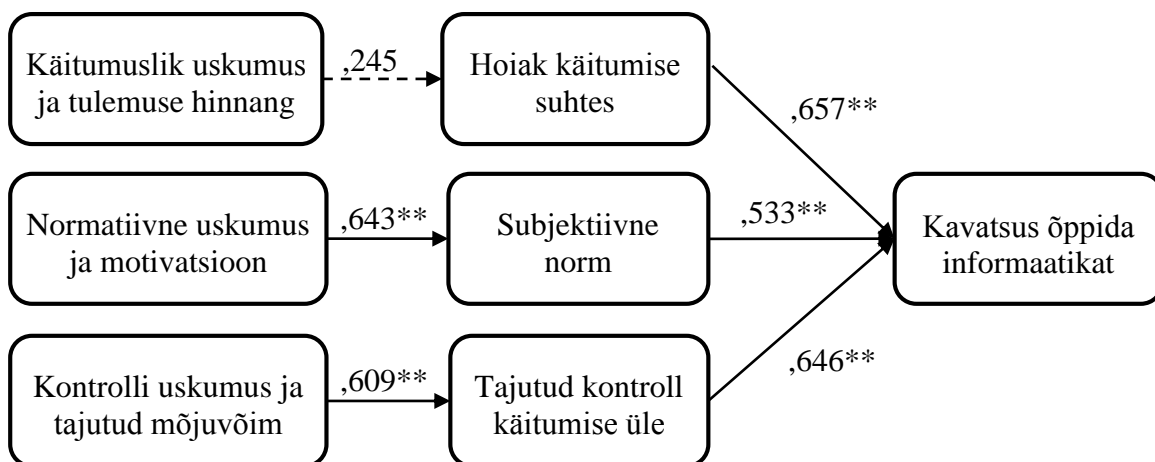 Käitumuslik uskumus
ja tulemuse hinnang
,245
Hoiak käitumise
suhtes
,657**
Normatiivne uskumus
ja motivatsioon
,643**
Subjektiivne
norm
,533**
Kavatsus õppida
informaatikat
Kontrolli uskumus ja
tajutud mõjuvõim
,609**
Tajutud kontroll
käitumise üle
,646**